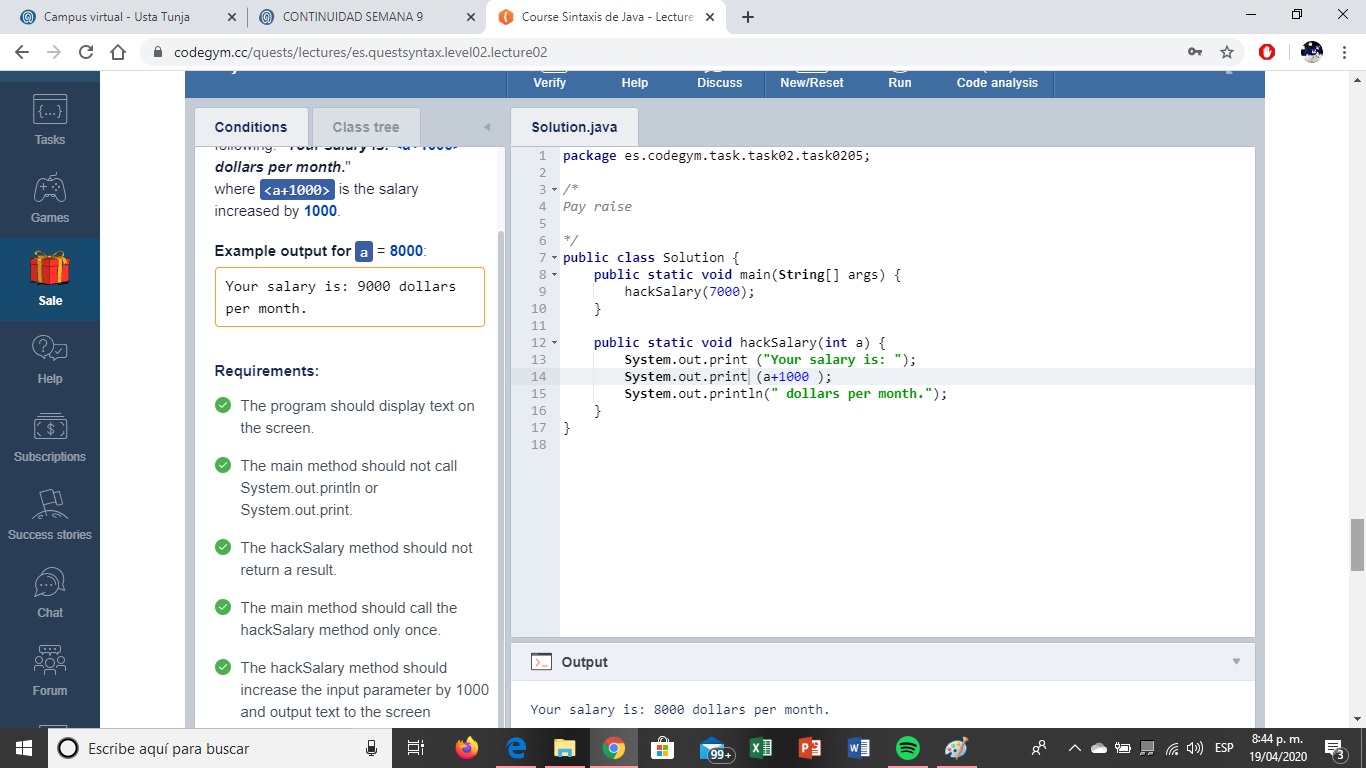 Campus virtual - Usta Tunja
CONTINUIDAD SEMANA 9
Course Sintaxis de Java - Lecture
codegym.cc/quests/lectures/es.questsyntax.level02.lecture02
Verify Help Discuss New/Reset Run Code analysis
Tasks
Games
Sale
Help
Subscriptions
Success stories
Chat
Forum
Conditions Class tree
following: "Your salary is: <a+1000>
dollars per month."
where <a+1000> is the salary
increased by 1000.
Example output for a = 8000:
Your salary is: 9000 dollars
per month.
Requirements:
The program should display text on
the screen.
The main method should not call
System.out.println or
System.out.print.
The hackSalary method should not
return a result.
The main method should call the
hackSalary method only once.
The hackSalary method should
increase the input parameter by 1000
and output text to the screen
Solution.java
1 package es.codegym.task.task02.task0205;
2
3 /*
4 Pay raise
5
6 */
7 public class Solution {
8 public static void main(String[] args) {
9 hackSalary(7000);
10 }
11
12 public static void hackSalary(int a) {
13 System.out.print ("Your salary is: ");
14 System.out.print (a+1000 );
15 System.out.println(" dollars per month.");
16 }
17 }
18
Output
Your salary is: 8000 dollars per month.
Escribe aquí para buscar
99+
ESP
8:44 p. m.
19/04/2020
3